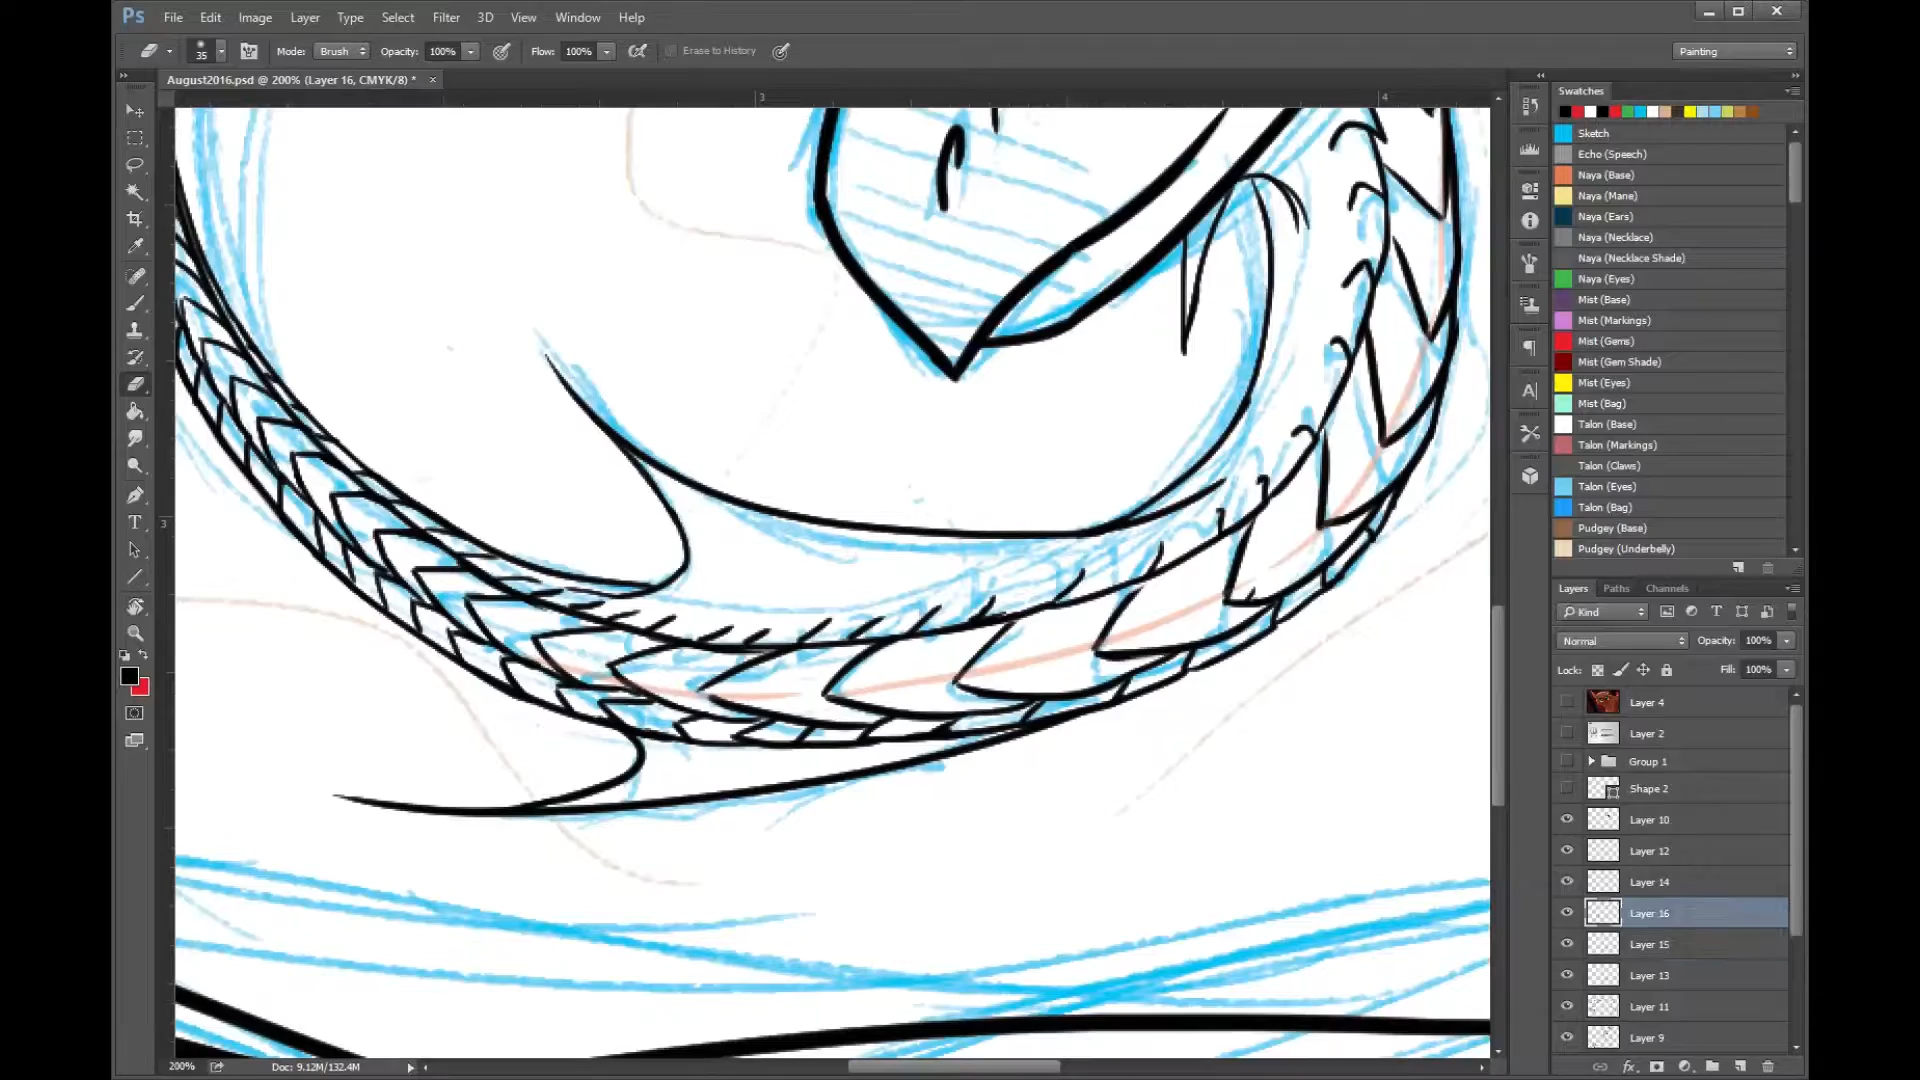 Ps File Edit Image Layer Type Select Filter 3D View Window Help
35 Mode: Brush Opacity: 100% Flow: 100% Erase to History Painting
August2016.psd @ 200% (Layer 16, CMYK/8) *
3 4
3
Swatches
Sketch
Echo (Speech)
Naya (Base)
Naya (Mane)
Naya (Ears)
Naya (Necklace)
Naya (Necklace Shade)
Naya (Eyes)
Mist (Base)
Mist (Markings)
Mist (Gems)
Mist (Gem Shade)
Mist (Eyes)
Mist (Bag)
Talon (Base)
Talon (Markings)
Talon (Claws)
Talon (Eyes)
Talon (Bag)
Pudgey (Base)
Pudgey (Underbelly)
Layers Paths Channels
Kind
Normal Opacity: 100%
Lock: Fill: 100%
Layer 4
Layer 2
Group 1
Shape 2
Layer 10
Layer 12
Layer 14
Layer 16
Layer 15
Layer 13
Layer 11
Layer 9
200% Doc: 9.12M/132.4M